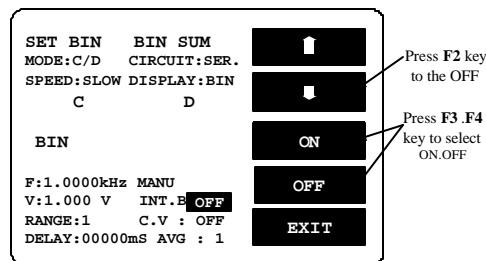 SET BIN BIN SUM
MODE:C/D CIRCUIT:SER.
SPEED:SLOW DISPLAY:BIN
C D
BIN
F:1.0000kHz MANU
V:1.000 V INT.B OFF
RANGE:1 C.V : OFF
DELAY:00000mS AVG : 1
ON
OFF
EXIT
Press F2 key
to the OFF
Press F3 .F4
key to select
ON.OFF